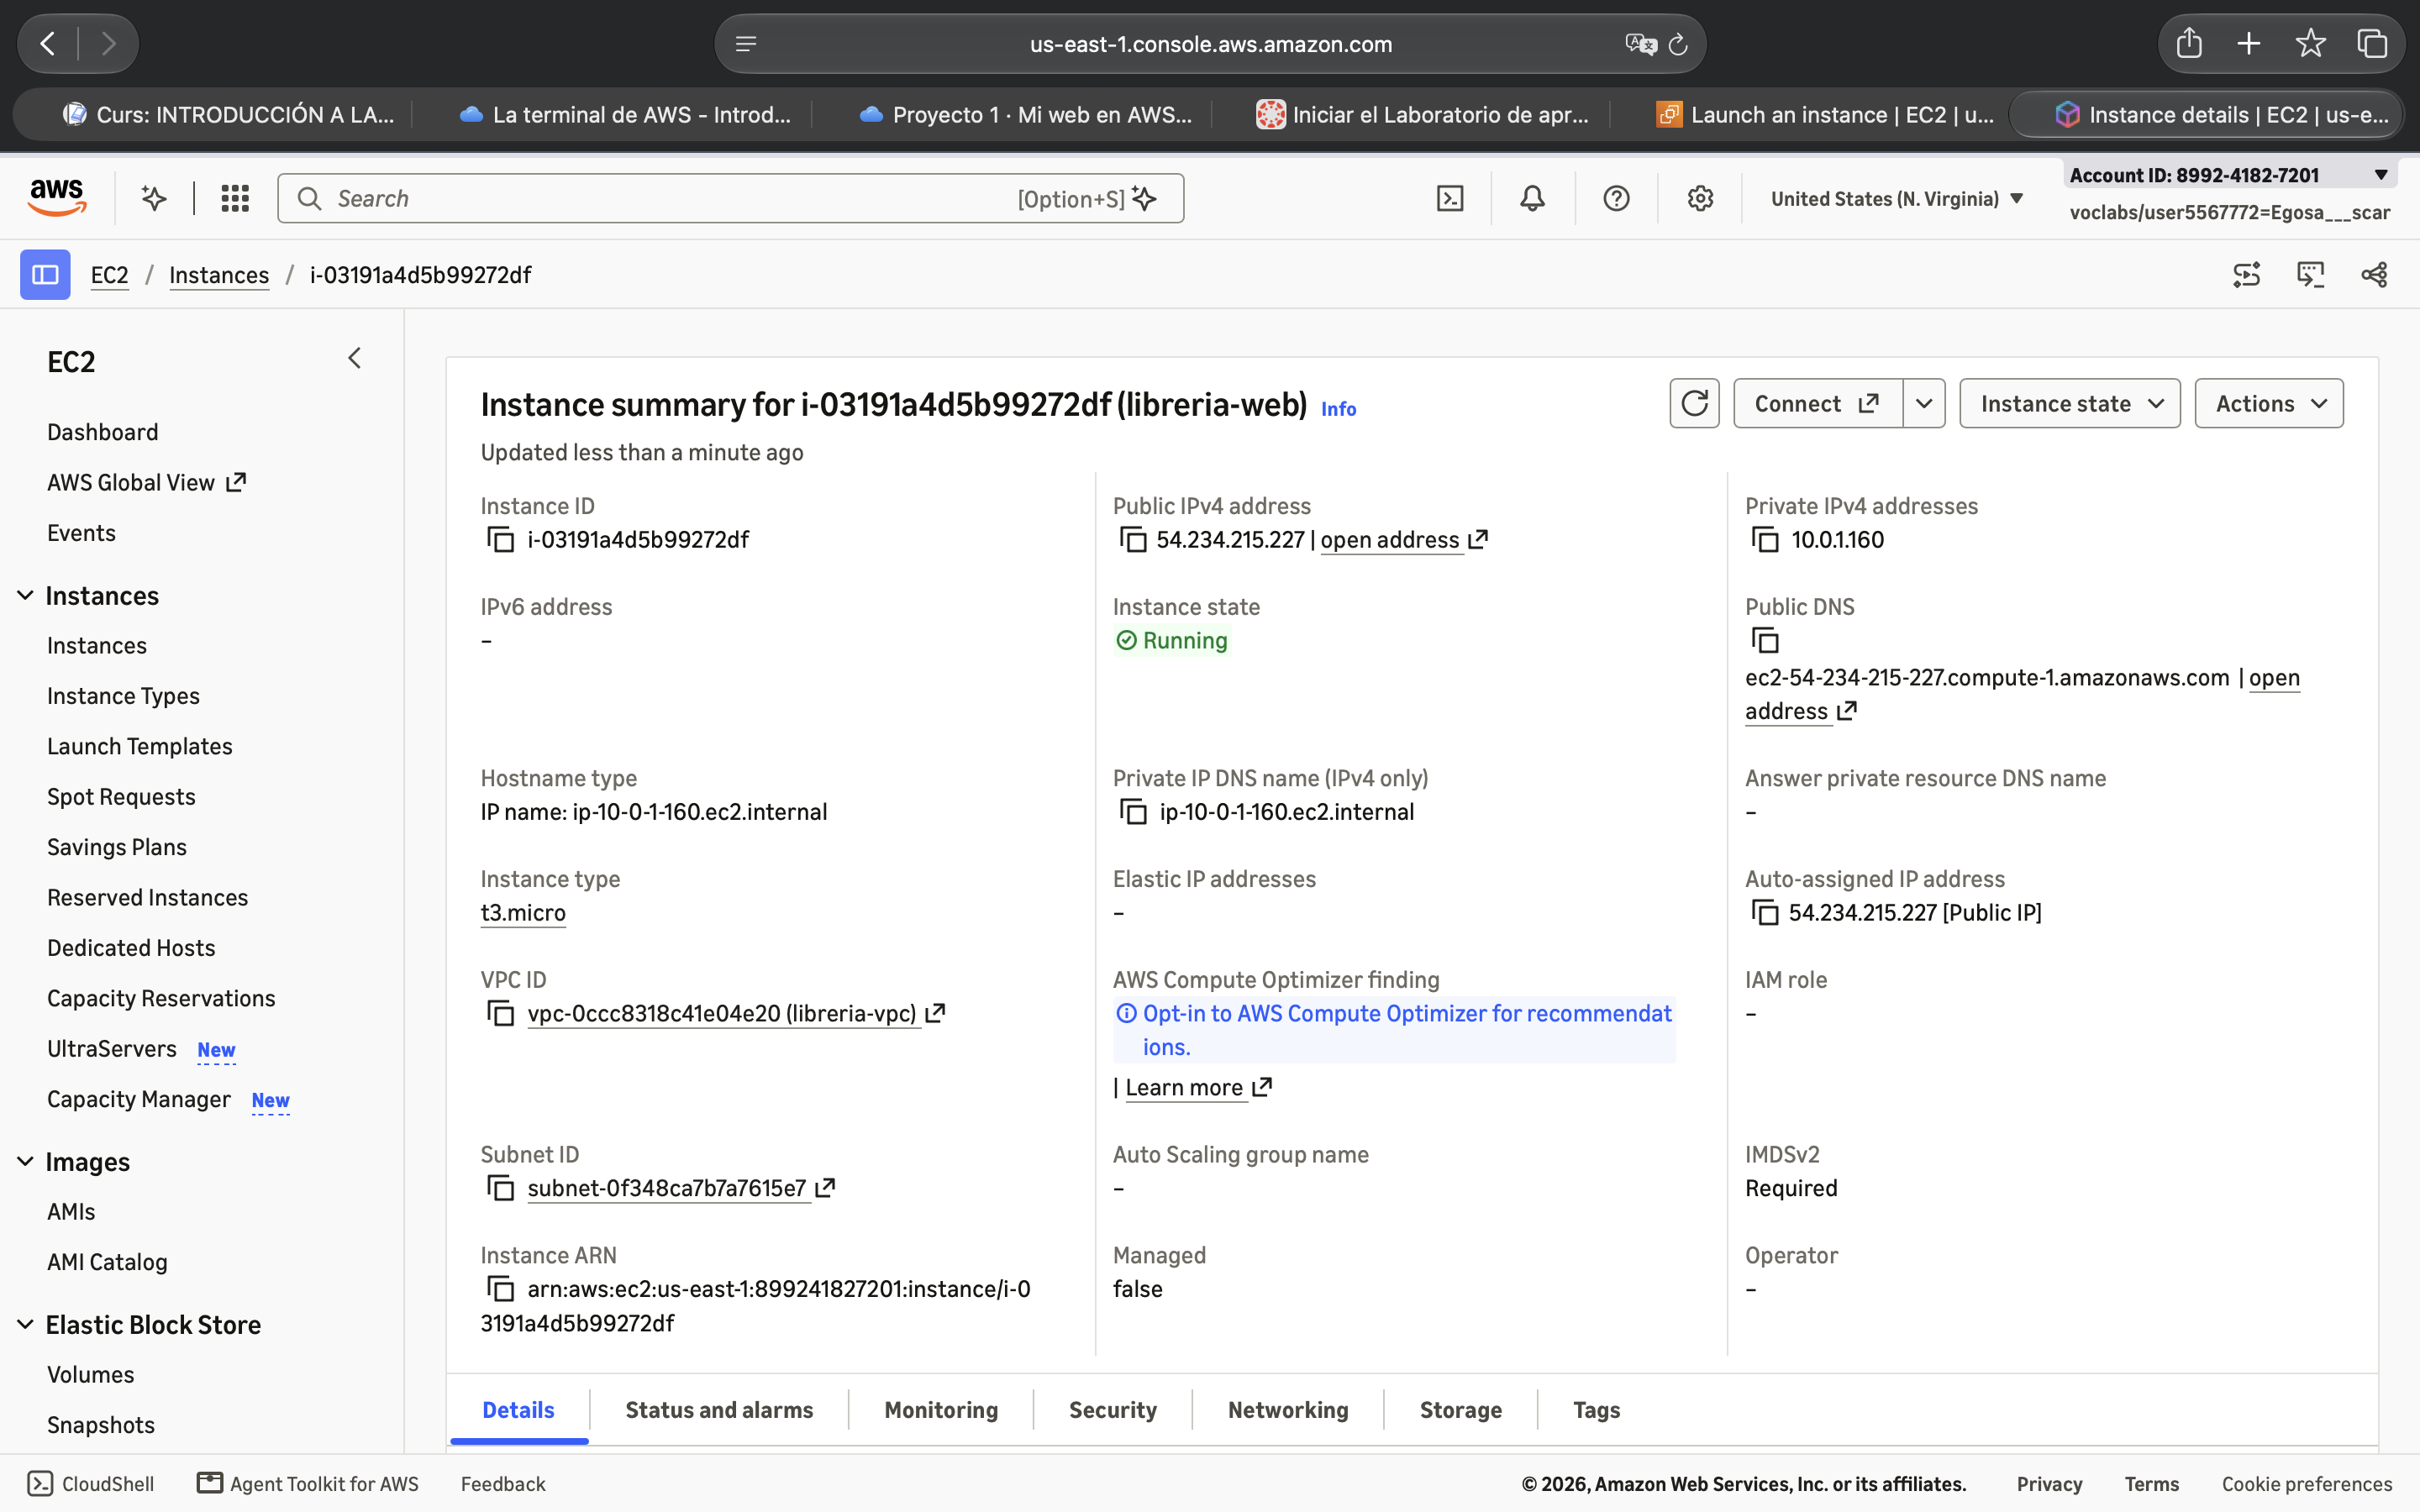 us-east-1.console.aws.amazon.com
Curs: INTRODUCCIÓN A LA...
La terminal de AWS - Introd...
Proyecto 1 · Mi web en AWS...
Iniciar el Laboratorio de apr...
Launch an instance | EC2 | u...
Instance details | EC2 | us-e...
aws
Search
[Option+S]
United States (N. Virginia)
Account ID: 8992-4182-7201
voclabs/user5567772=Egosa___scar
EC2 / Instances / i-03191a4d5b99272df
EC2
Dashboard
AWS Global View
Events
Instances
Instances
Instance Types
Launch Templates
Spot Requests
Savings Plans
Reserved Instances
Dedicated Hosts
Capacity Reservations
UltraServers New
Capacity Manager New
Images
AMIs
AMI Catalog
Elastic Block Store
Volumes
Snapshots
Instance summary for i-03191a4d5b99272df (libreria-web) Info
Updated less than a minute ago
Connect
Instance state
Actions
Instance ID
i-03191a4d5b99272df
Public IPv4 address
54.234.215.227 | open address
Private IPv4 addresses
10.0.1.160
IPv6 address
–
Instance state
Running
Public DNS
ec2-54-234-215-227.compute-1.amazonaws.com | open
address
Hostname type
IP name: ip-10-0-1-160.ec2.internal
Private IP DNS name (IPv4 only)
ip-10-0-1-160.ec2.internal
Answer private resource DNS name
–
Instance type
t3.micro
Elastic IP addresses
–
Auto-assigned IP address
54.234.215.227 [Public IP]
VPC ID
vpc-0ccc8318c41e04e20 (libreria-vpc)
AWS Compute Optimizer finding
Opt-in to AWS Compute Optimizer for recommendat
ions.
| Learn more
IAM role
–
Subnet ID
subnet-0f348ca7b7a7615e7
Auto Scaling group name
–
IMDSv2
Required
Instance ARN
arn:aws:ec2:us-east-1:899241827201:instance/i-0
3191a4d5b99272df
Managed
false
Operator
–
Details
Status and alarms
Monitoring
Security
Networking
Storage
Tags
CloudShell
Agent Toolkit for AWS
Feedback
© 2026, Amazon Web Services, Inc. or its affiliates.
Privacy
Terms
Cookie preferences